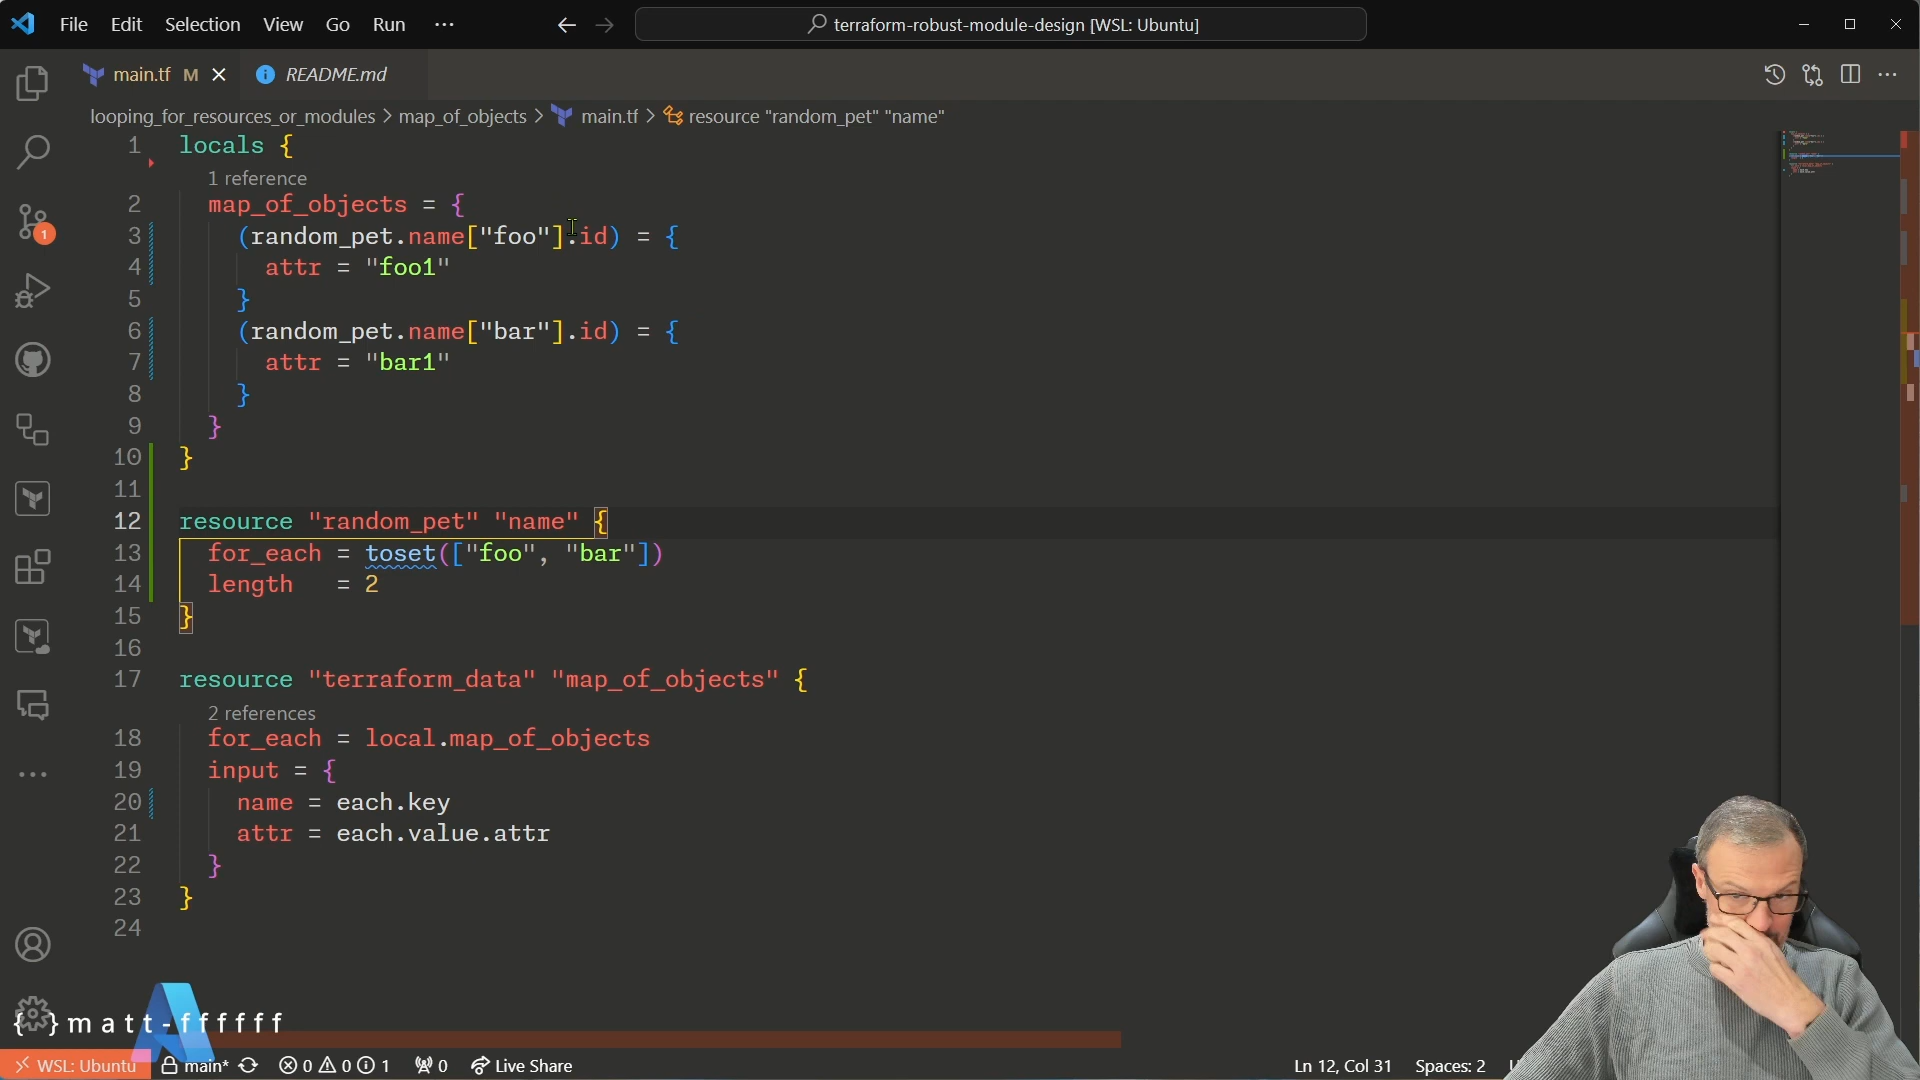 File Edit Selection View Go Run ··· terraform-robust-module-design [WSL: Ubuntu]
main.tf M README.md
looping_for_resources_or_modules > map_of_objects > main.tf > resource "random_pet" "name"
1 locals {
1 reference
2 map_of_objects = {
3 (random_pet.name["foo"].id) = {
4 attr = "foo1"
5 }
6 (random_pet.name["bar"].id) = {
7 attr = "bar1"
8 }
9 }
10 }
11
12 resource "random_pet" "name" {
13 for_each = toset(["foo", "bar"])
14 length = 2
15 }
16
17 resource "terraform_data" "map_of_objects" {
2 references
18 for_each = local.map_of_objects
19 input = {
20 name = each.key
21 attr = each.value.attr
22 }
23 }
24
1
{ } matt-ffffff
WSL: Ubuntu main* 0 0 1 0 Live Share Ln 12, Col 31 Spaces: 2